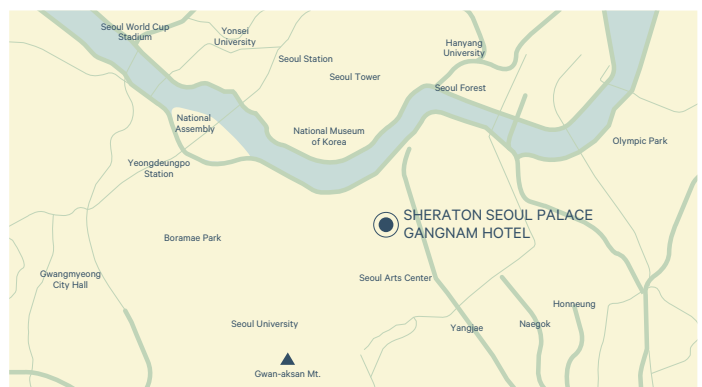 Seoul World Cup
Stadium
Yonsei
University
Seoul Station
Seoul Tower
Hanyang
University
Seoul Forest
National
Assembly
National Museum
of Korea
Olympic Park
Yeongdeungpo
Station
SHERATON SEOUL PALACE
GANGNAM HOTEL
Boramae Park
Gwangmyeong
City Hall
Seoul Arts Center
Honneung
Seoul University
Yangjae
Naegok
Gwan-aksan Mt.